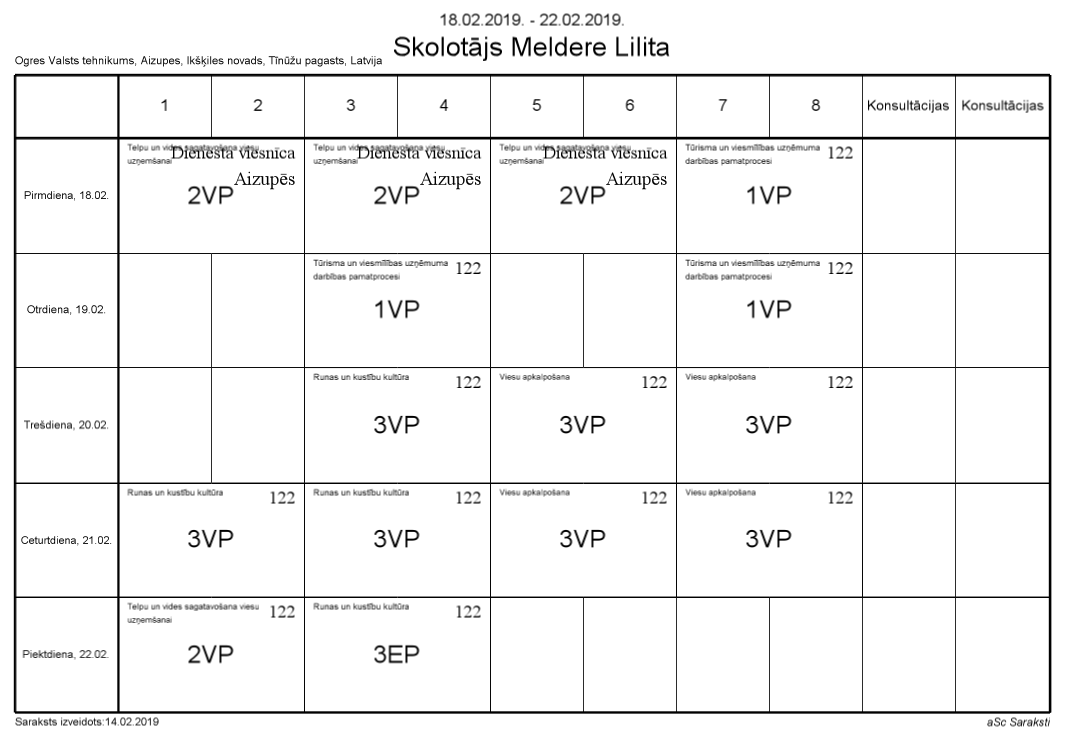 18.02.2019. - 22.02.2019.
Skolotājs Meldere Lilita
Ogres Valsts tehnikums, Aizupes, Ikšķiles novads, Tīnūžu pagasts, Latvija
1 2 3 4 5 6 7 8 Konsultācijas Konsultācijas
Pirmdiena, 18.02.
Telpu un vides sagatavošana viesu
uzņemšanai
Dienesta viesnīca
Aizupēs
2VP
Telpu un vides sagatavošana viesu
uzņemšanai
Dienesta viesnīca
Aizupēs
2VP
Telpu un vides sagatavošana viesu
uzņemšanai
Dienesta viesnīca
Aizupēs
2VP
Tūrisma un viesmīlības uzņēmuma
darbības pamatprocesi
122
1VP
Otrdiena, 19.02.
Tūrisma un viesmīlības uzņēmuma
darbības pamatprocesi
122
1VP
Tūrisma un viesmīlības uzņēmuma
darbības pamatprocesi
122
1VP
Trešdiena, 20.02.
Runas un kustību kultūra
122
3VP
Viesu apkalpošana
122
3VP
Viesu apkalpošana
122
3VP
Ceturtdiena, 21.02.
Runas un kustību kultūra
122
3VP
Runas un kustību kultūra
122
3VP
Viesu apkalpošana
122
3VP
Viesu apkalpošana
122
3VP
Piektdiena, 22.02.
Telpu un vides sagatavošana viesu
uzņemšanai
122
2VP
Runas un kustību kultūra
122
3EP
Saraksts izveidots:14.02.2019
aSc Saraksti